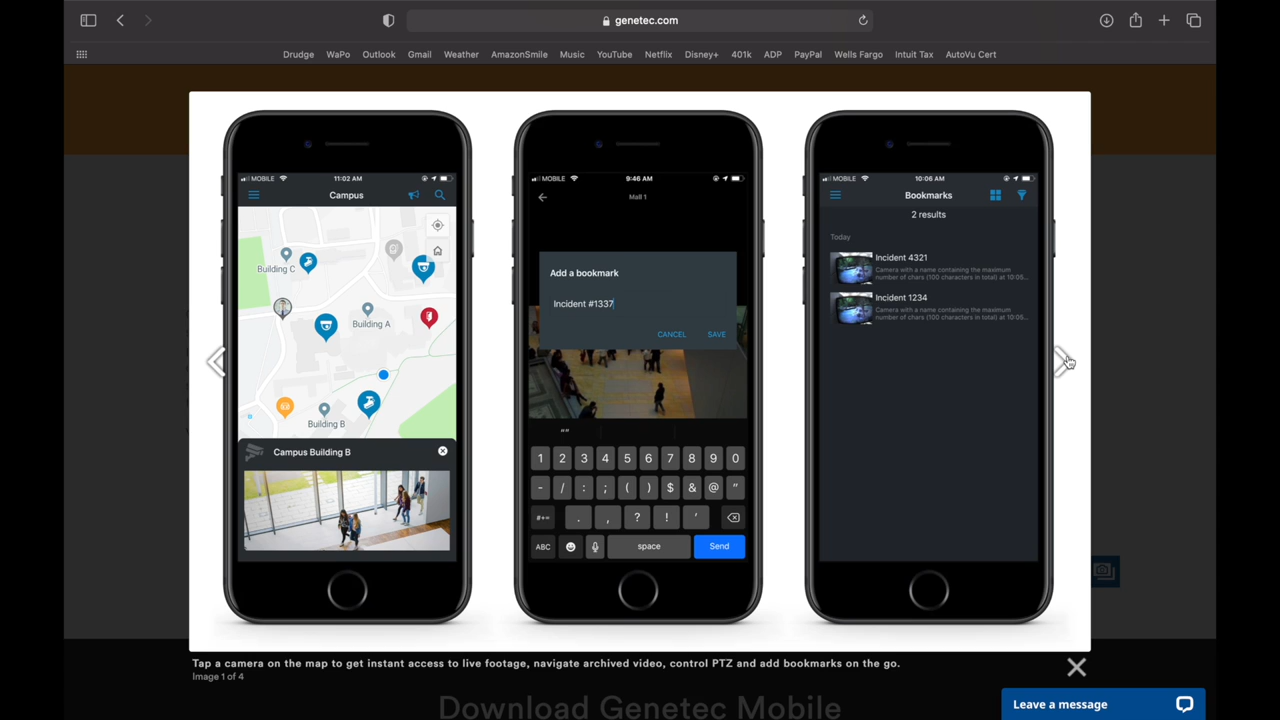 genetec.com
Drudge WaPo Outlook Gmail Weather AmazonSmile Music YouTube Netflix Disney+ 401k ADP PayPal Wells Fargo Intuit Tax AutoVu Cert
MOBILE 11:02 AM
Campus
Building C
Building A
Building B
Campus Building B
MOBILE 9:46 AM
Mall 1
Add a bookmark
Incident #1337
CANCEL SAVE
“”
1 2 3 4 5 6 7 8 9 0
- / : ; ( ) $ & @ "
#+= . , ? ! '
ABC space Send
MOBILE 10:06 AM
Bookmarks
2 results
Today
Incident 4321
Camera with a name containing the maximum
number of chars (100 characters in total) at 10:05...
Incident 1234
Camera with a name containing the maximum
number of chars (100 characters in total) at 10:05...
Tap a camera on the map to get instant access to live footage, navigate archived video, control PTZ and add bookmarks on the go.
Image 1 of 4
Download Genetec Mobile
Leave a message